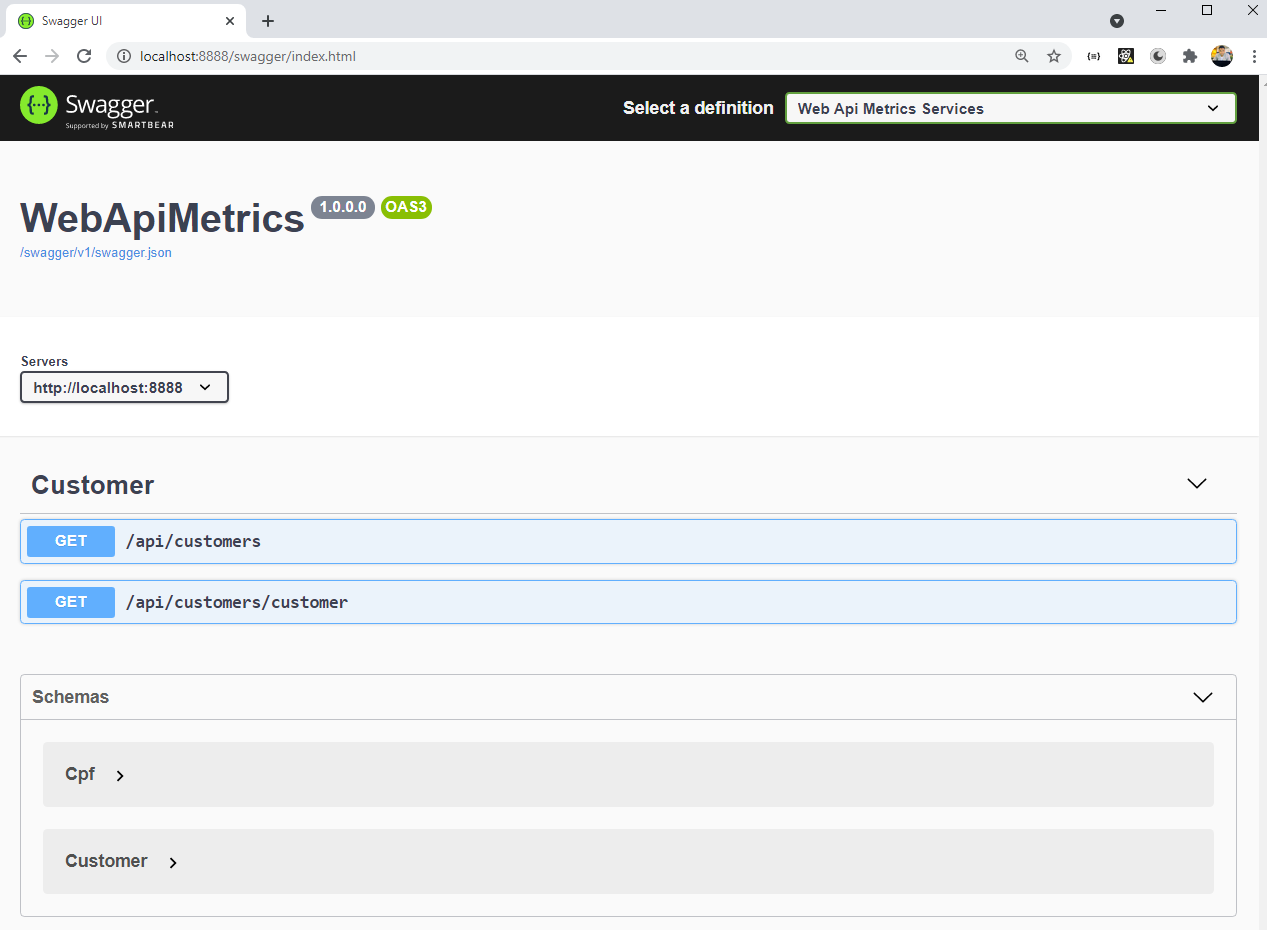 Swagger UI
localhost:8888/swagger/index.html
Swagger
Supported by SMARTBEAR
Select a definition
Web Api Metrics Services
WebApiMetrics 1.0.0.0 OAS3
/swagger/v1/swagger.json
Servers
http://localhost:8888
Customer
GET /api/customers
GET /api/customers/customer
Schemas
Cpf
Customer